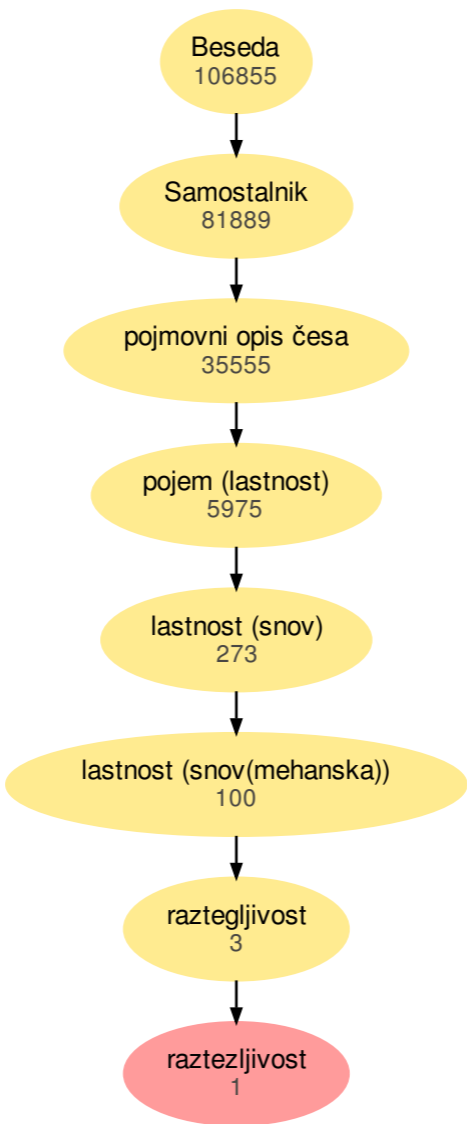 Beseda
106855
Samostalnik
81889
pojmovni opis česa
35555
pojem (lastnost)
5975
lastnost (snov)
273
lastnost (snov(mehanska))
100
raztegljivost
3
raztezljivost
1